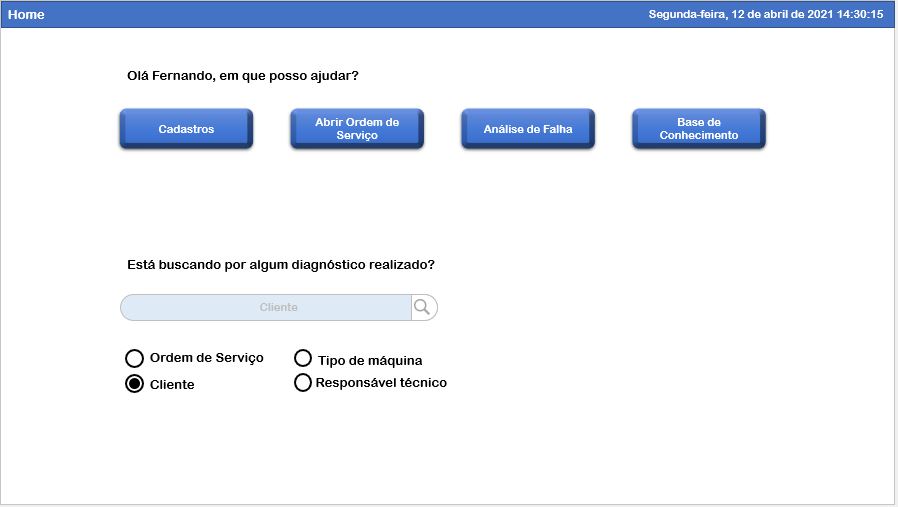 Home
Segunda-feira, 12 de abril de 2021 14:30:15
Olá Fernando, em que posso ajudar?
Cadastros
Abrir Ordem de
Serviço
Análise de Falha
Base de
Conhecimento
Está buscando por algum diagnóstico realizado?
Cliente
Ordem de Serviço
Tipo de máquina
Cliente
Responsável técnico